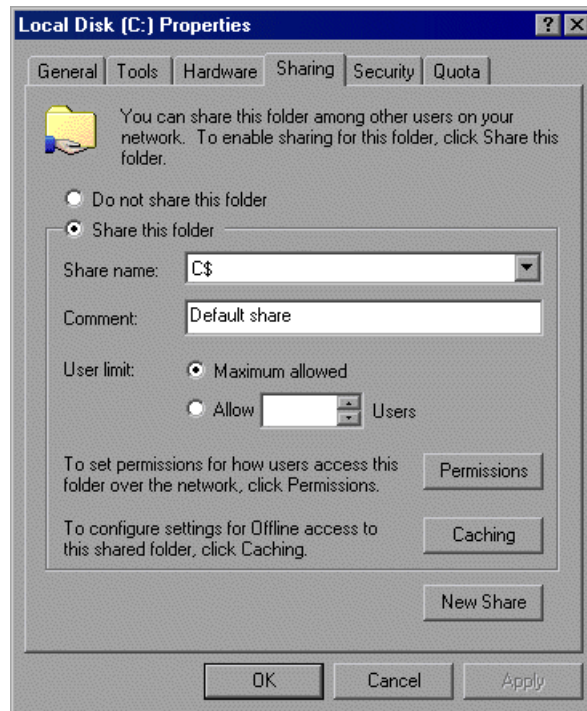 Local Disk (C:) Properties
General Tools Hardware Sharing Security Quota
You can share this folder among other users on your
network. To enable sharing for this folder, click Share this
folder.
Do not share this folder
Share this folder
Share name: C$
Comment: Default share
User limit: Maximum allowed
Allow Users
To set permissions for how users access this
folder over the network, click Permissions.
Permissions
To configure settings for Offline access to
this shared folder, click Caching.
Caching
New Share
OK Cancel Apply